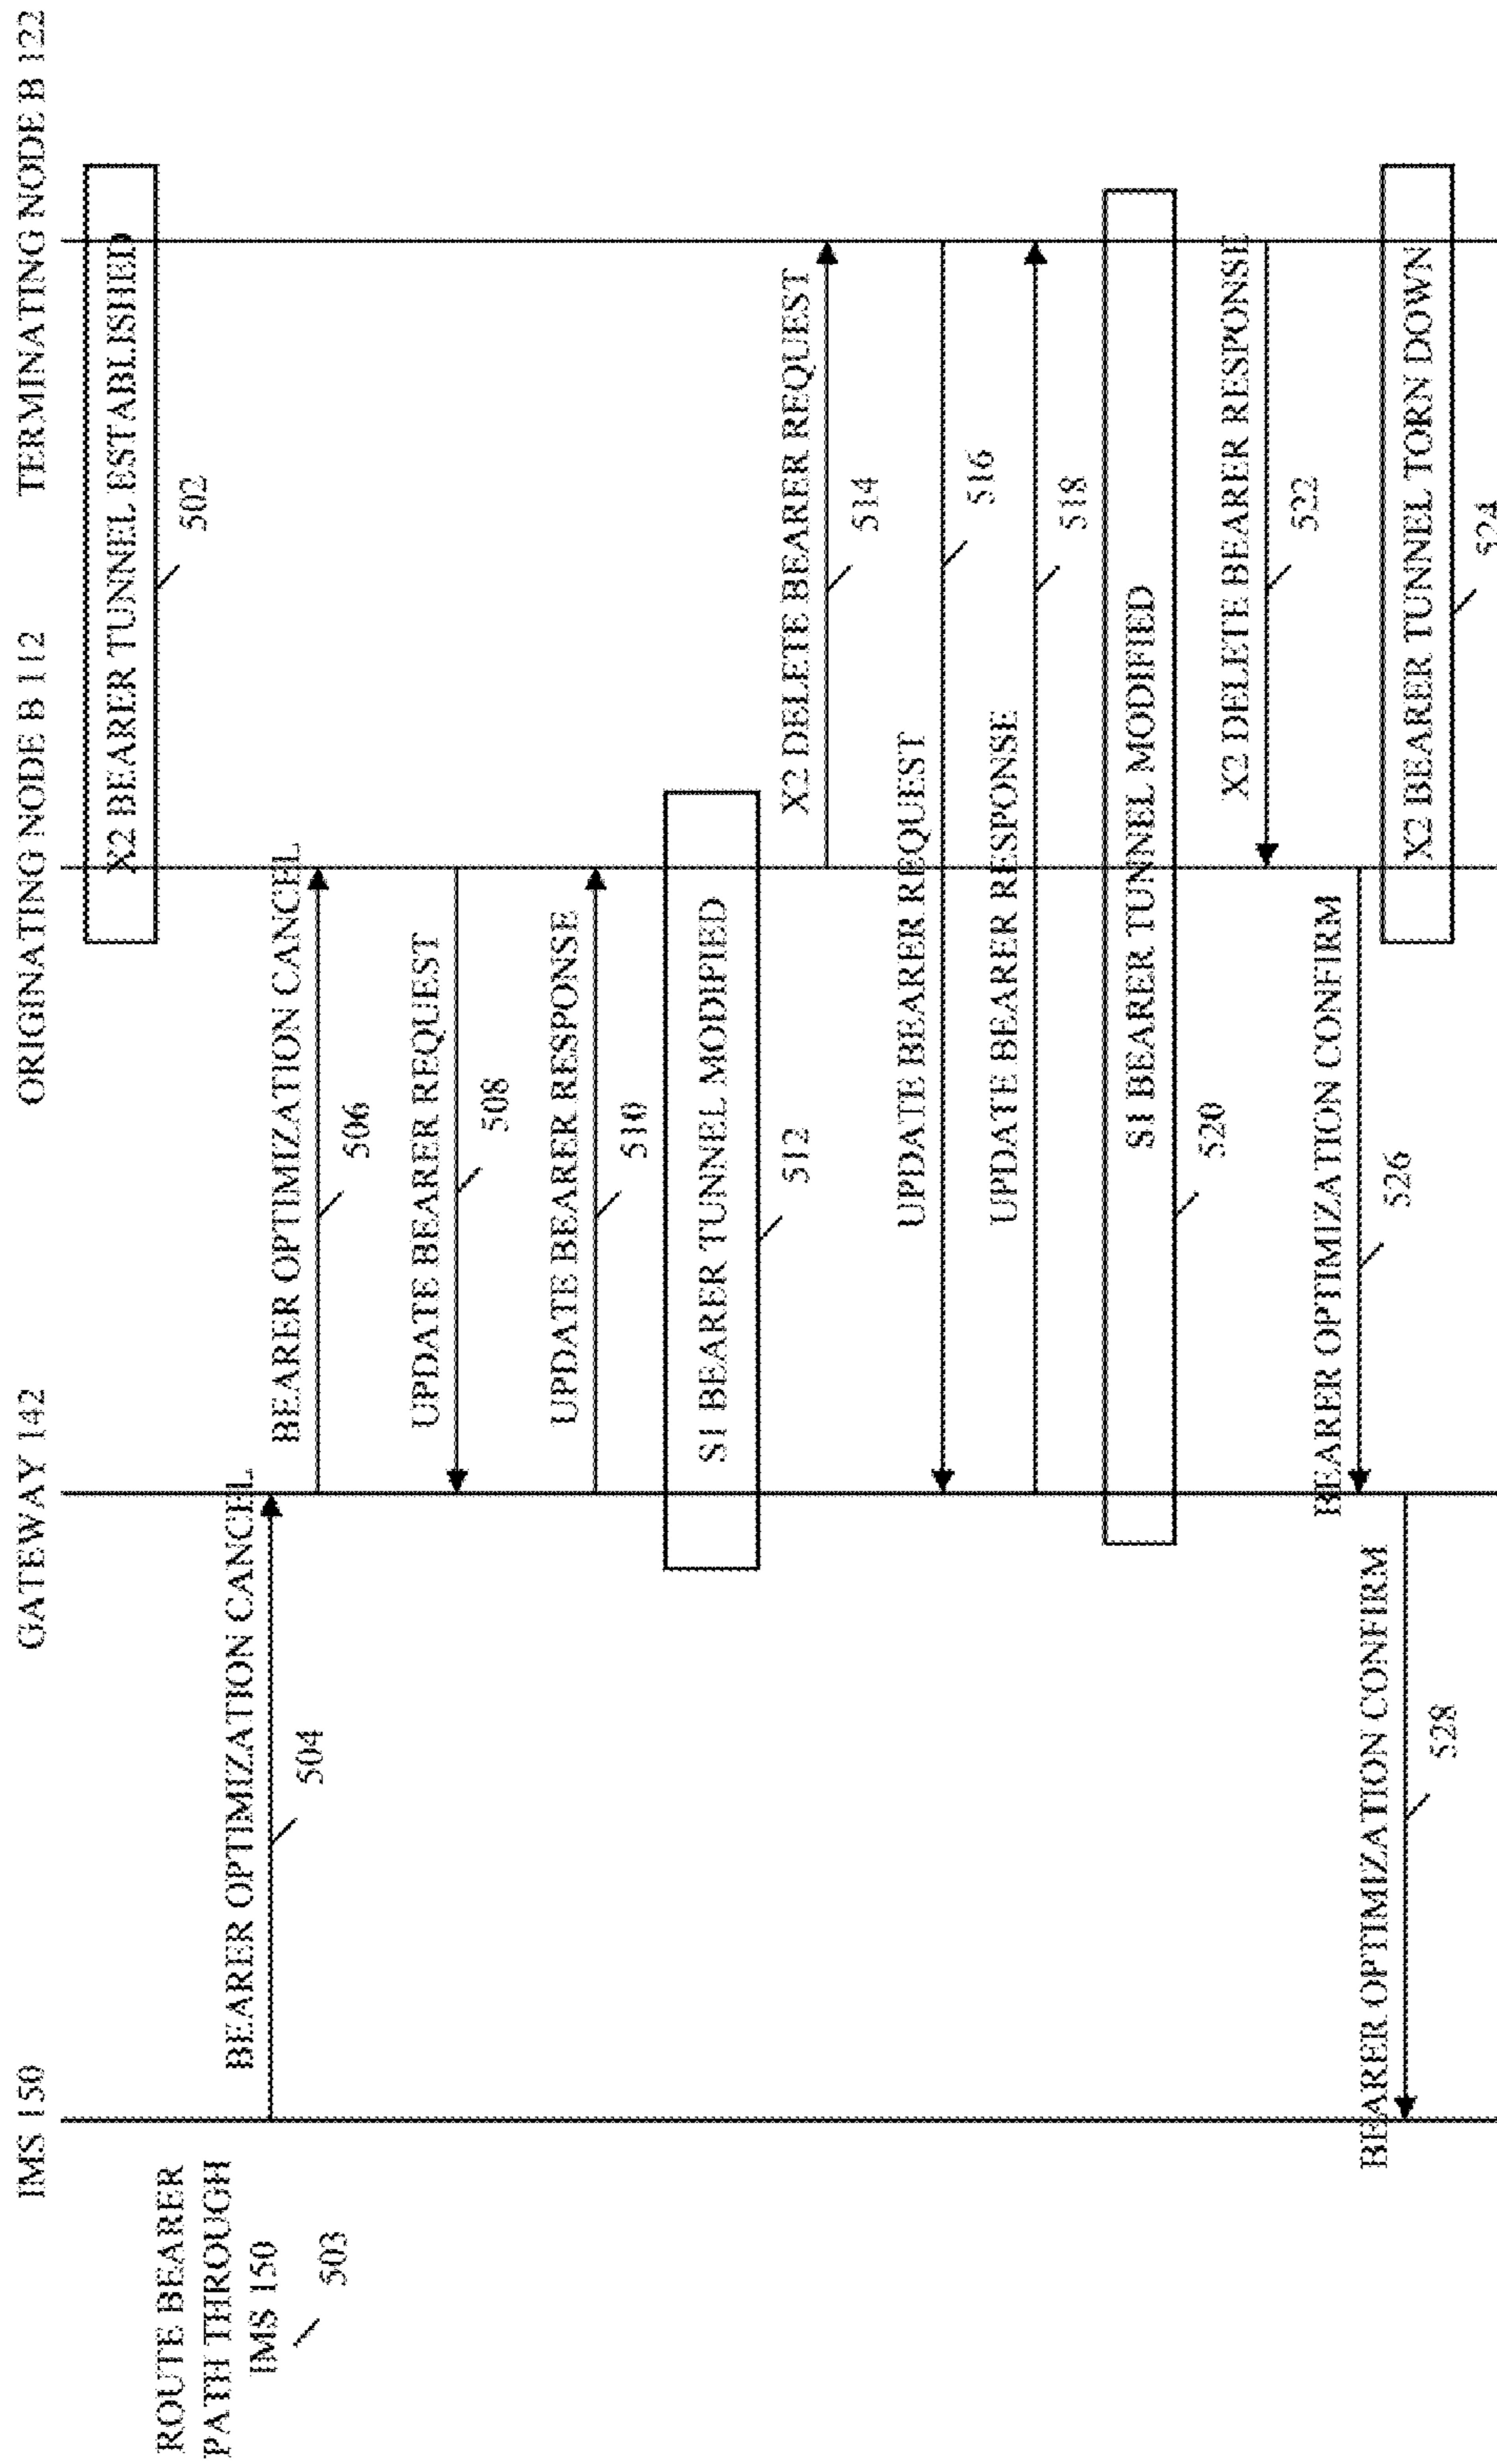 IMS 150
GATEWAY 142
ORIGINATING NODE B 112
TERMINATING NODE B 122
X2 BEARER TUNNEL ESTABLISHED
502
ROUTE BEARER
PATH THROUGH
IMS 150
503
BEARER OPTIMIZATION CANCEL
504
BEARER OPTIMIZATION CANCEL
506
UPDATE BEARER REQUEST
508
UPDATE BEARER RESPONSE
510
S1 BEARER TUNNEL MODIFIED
512
X2 DELETE BEARER REQUEST
514
UPDATE BEARER REQUEST
516
UPDATE BEARER RESPONSE
518
S1 BEARER TUNNEL MODIFIED
520
X2 DELETE BEARER RESPONSE
522
BEARER OPTIMIZATION CONFIRM
526
X2 BEARER TUNNEL TORN DOWN
524
BEARER OPTIMIZATION CONFIRM
528